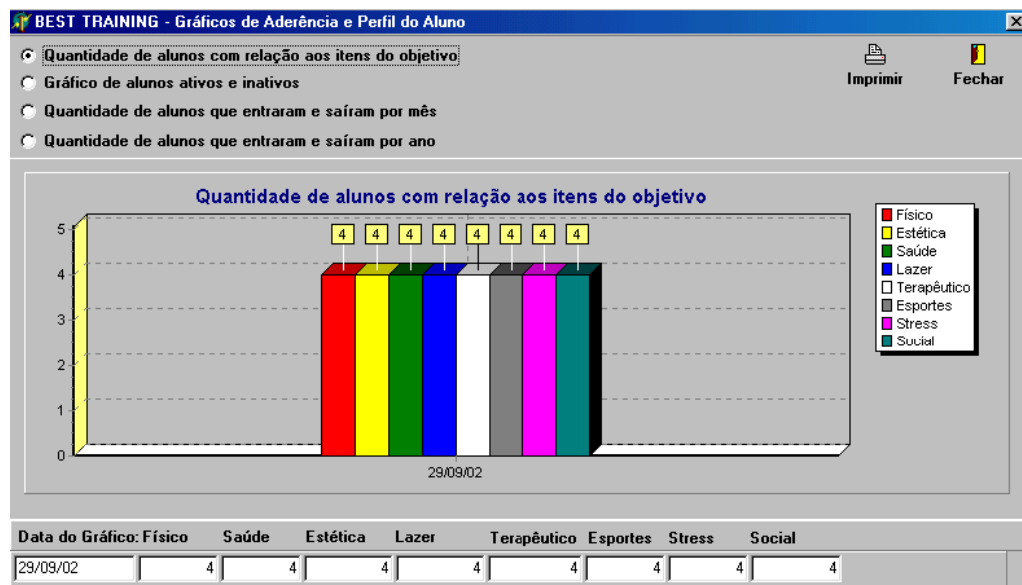 BEST TRAINING - Gráficos de Aderência e Perfil do Aluno
Quantidade de alunos com relação aos itens do objetivo
Gráfico de alunos ativos e inativos
Quantidade de alunos que entraram e saíram por mês
Quantidade de alunos que entraram e saíram por ano
Imprimir Fechar
Quantidade de alunos com relação aos itens do objetivo
5
4
3
2
1
0
4 4 4 4 4 4 4 4
29/09/02
Físico
Estética
Saúde
Lazer
Terapêutico
Esportes
Stress
Social
Data do Gráfico: Físico Saúde Estética Lazer Terapêutico Esportes Stress Social
29/09/02 4 4 4 4 4 4 4 4